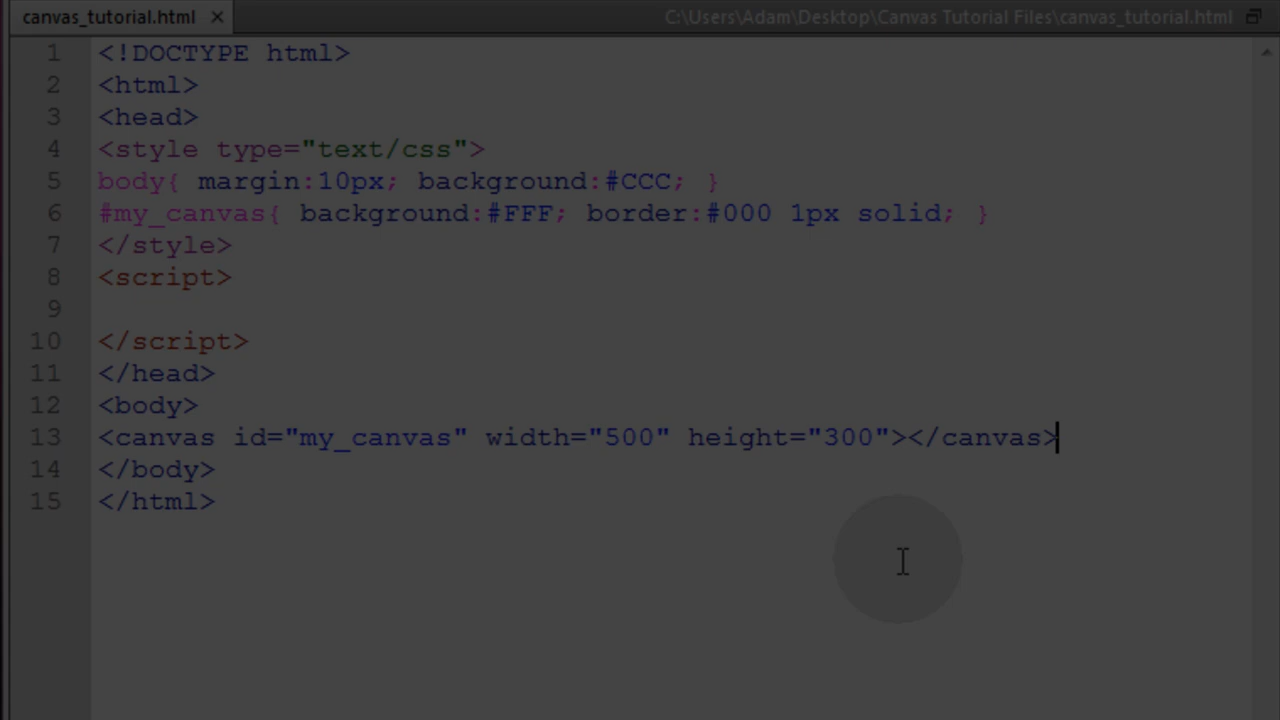 canvas_tutorial.html × C:\Users\Adam\Desktop\Canvas Tutorial Files\canvas_tutorial.html
1 <!DOCTYPE html>
2 <html>
3 <head>
4 <style type="text/css">
5 body{ margin:10px; background:#CCC; }
6 #my_canvas{ background:#FFF; border:#000 1px solid; }
7 </style>
8 <script>
9
10 </script>
11 </head>
12 <body>
13 <canvas id="my_canvas" width="500" height="300"></canvas>
14 </body>
15 </html>